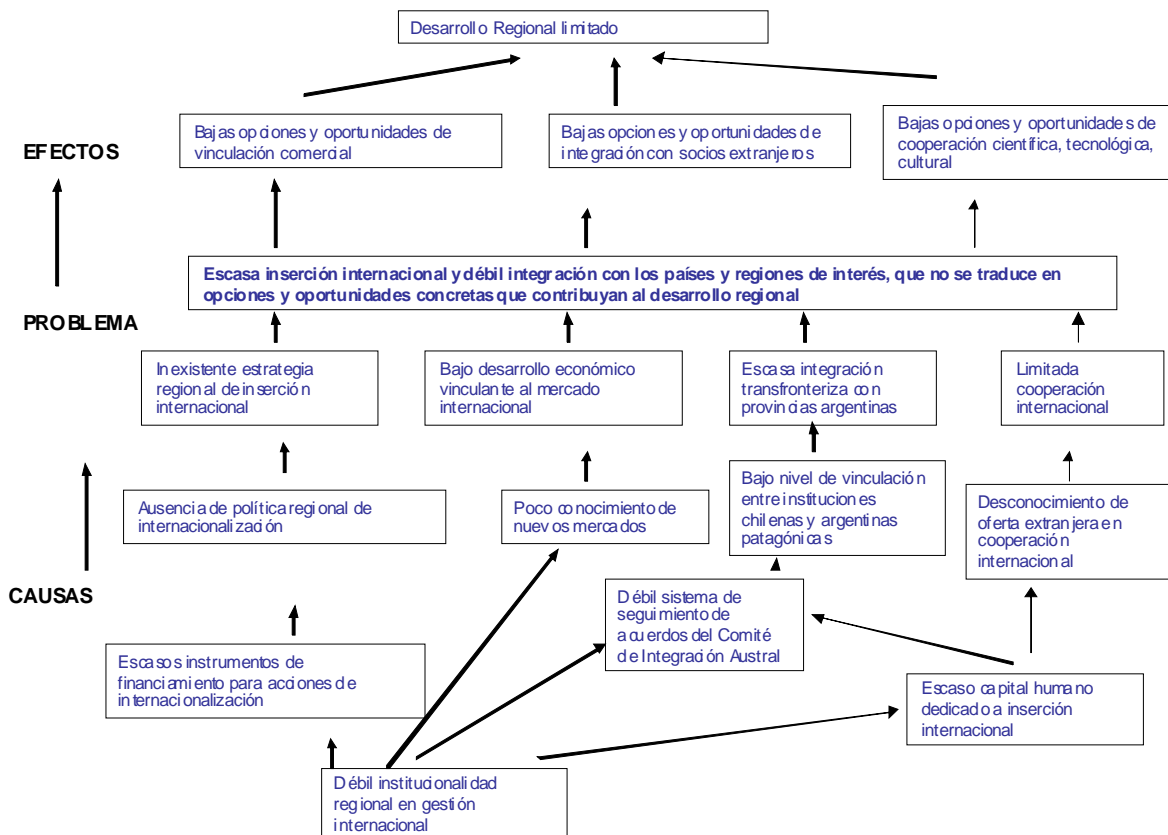 Desarrollo Regional limitado
EFECTOS
Bajas opciones y oportunidades de
vinculación comercial
Bajas opciones y oportunidades de
integración con socios extranjeros
Bajas opciones y oportunidades de
cooperación científica, tecnológica,
cultural
PROBLEMA
Escasa inserción internacional y débil integración con los países y regiones de interés, que no se traduce en
opciones y oportunidades concretas que contribuyan al desarrollo regional
Inexistente estrategia
regional de inserción
internacional
Bajo desarrollo económico
vinculante al mercado
internacional
Escasa integración
transfronteriza con
provincias argentinas
Limitada
cooperación
internacional
Ausencia de política regional de
internacionalización
Poco conocimiento de
nuevos mercados
Bajo nivel de vinculación
entre instituciones
chilenas y argentinas
patagónicas
Desconocimiento de
oferta extranjera en
cooperación
internacional
CAUSAS
Débil sistema de
seguimiento de
acuerdos del Comité
de Integración Austral
Escasos instrumentos de
financiamiento para acciones de
internacionalización
Escaso capital humano
dedicado a inserción
internacional
Débil institucionalidad
regional en gestión
internacional